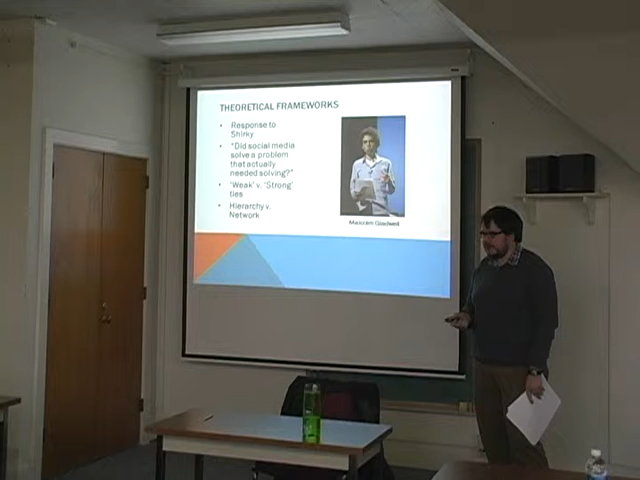 THEORETICAL FRAMEWORKS
• Response to
Shirky
• "Did social media
solve a problem
that actually
needed solving?"
• 'Weak' v. 'Strong'
ties
• Hierarchy v.
Network
Malcolm Gladwell